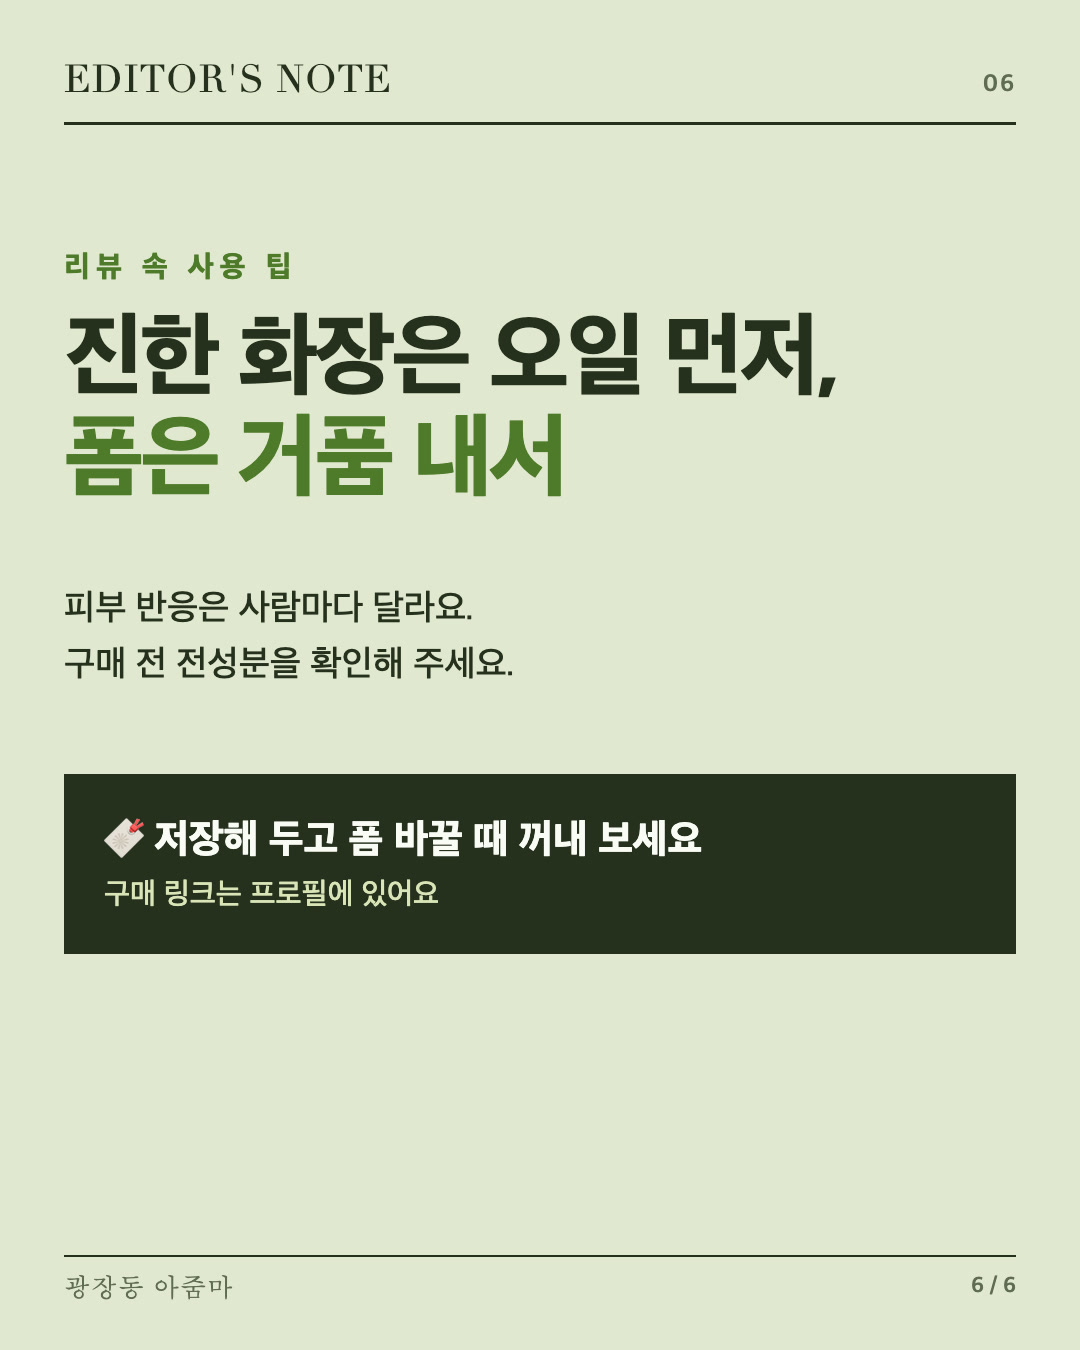 EDITOR'S NOTE
06
리뷰 속 사용 팁
진한 화장은 오일 먼저,
폼은 거품 내서
피부 반응은 사람마다 달라요.
구매 전 전성분을 확인해 주세요.
저장해 두고 폼 바꿀 때 꺼내 보세요
구매 링크는 프로필에 있어요
광장동 아줌마
6 / 6